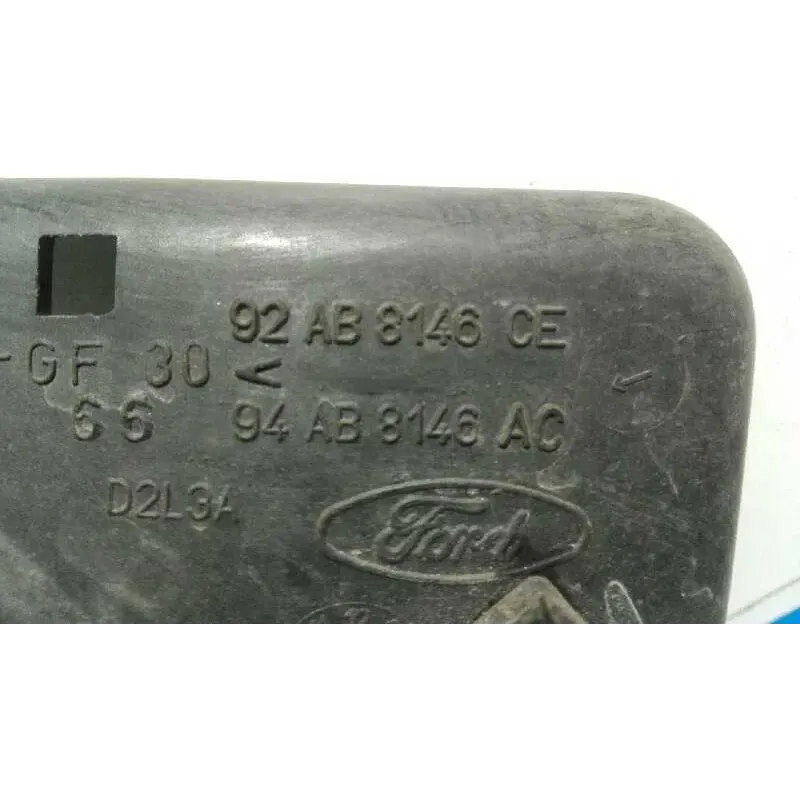 92 AB 8146 CE
-GF 30 <
66 94 AB 8146 AC
D2L3A
Ford